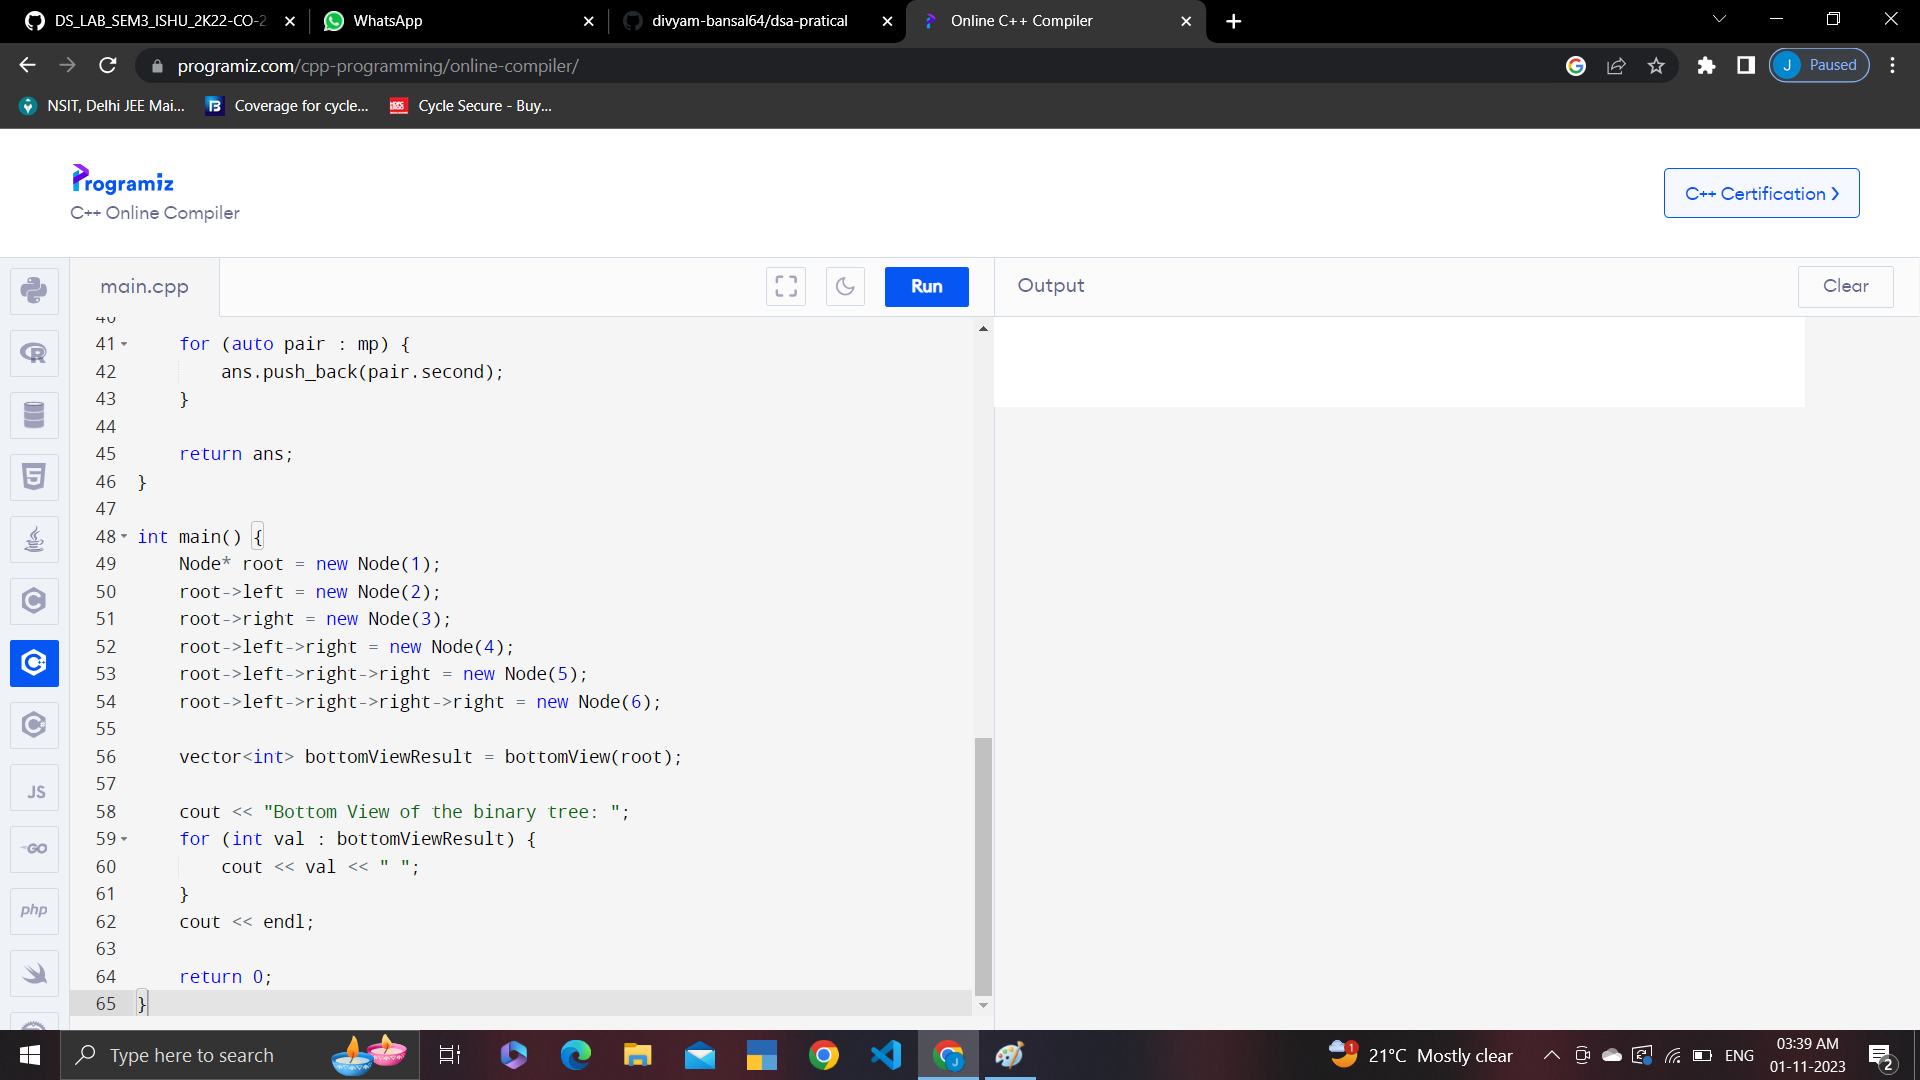 DS_LAB_SEM3_ISHU_2K22-CO-2
WhatsApp
divyam-bansal64/dsa-pratical
Online C++ Compiler
programiz.com/cpp-programming/online-compiler/
J Paused
NSIT, Delhi JEE Mai...
Coverage for cycle...
Cycle Secure - Buy...
Programiz
C++ Online Compiler
C++ Certification
main.cpp
Run
Output
Clear
40
41 for (auto pair : mp) {
42 ans.push_back(pair.second);
43 }
44
45 return ans;
46 }
47
48 int main() {
49 Node* root = new Node(1);
50 root->left = new Node(2);
51 root->right = new Node(3);
52 root->left->right = new Node(4);
53 root->left->right->right = new Node(5);
54 root->left->right->right->right = new Node(6);
55
56 vector<int> bottomViewResult = bottomView(root);
57
58 cout << "Bottom View of the binary tree: ";
59 for (int val : bottomViewResult) {
60 cout << val << " ";
61 }
62 cout << endl;
63
64 return 0;
65 }
JS
GO
php
Type here to search
1
21°C Mostly clear
ENG
03:39 AM
01-11-2023
2